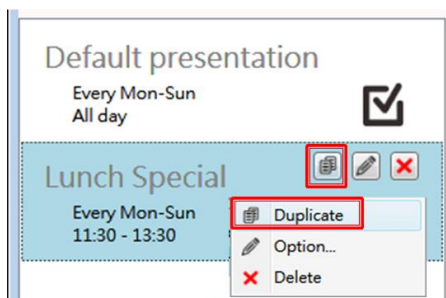 Default presentation
Every Mon-Sun
All day
Lunch Special
Every Mon-Sun
11:30 - 13:30
Duplicate
Option...
Delete